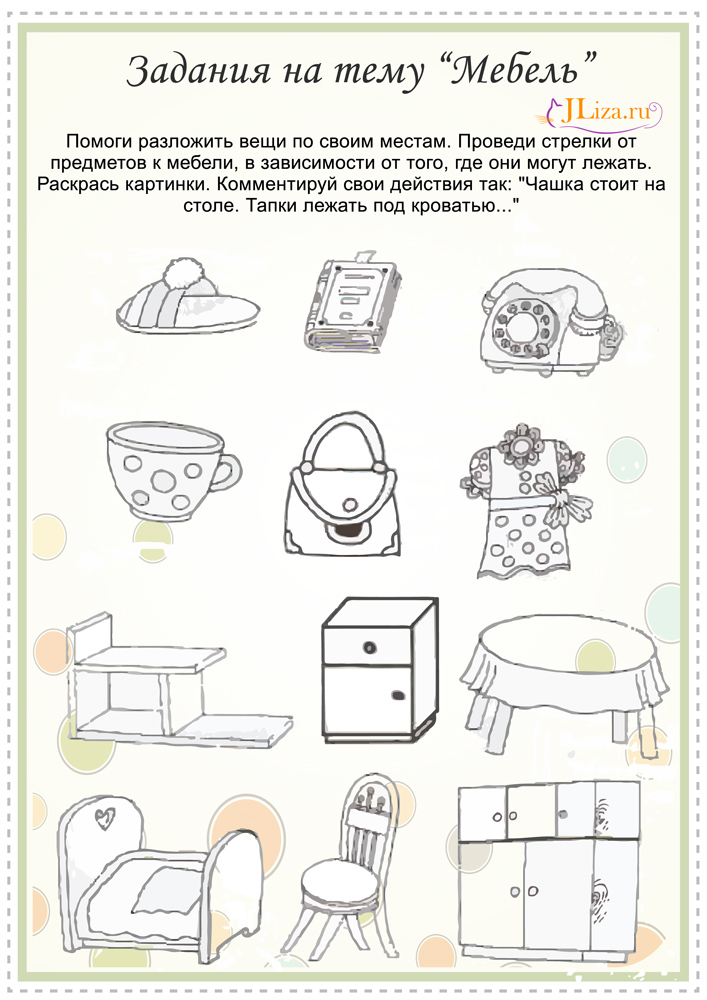 Задания на тему “Мебель”
JLiza.ru
Помоги разложить вещи по своим местам. Проведи стрелки от
предметов к мебели, в зависимости от того, где они могут лежать.
Раскрась картинки. Комментируй свои действия так: "Чашка стоит на
столе. Тапки лежать под кроватью..."